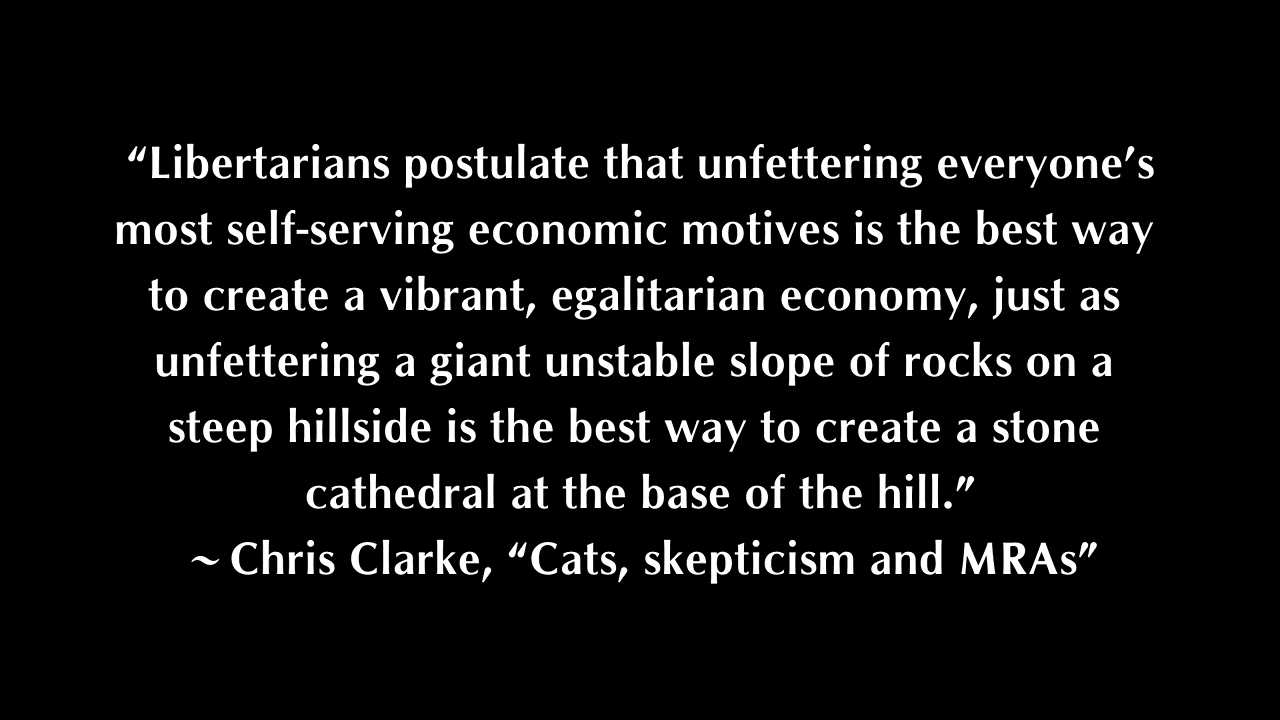 “Libertarians postulate that unfettering everyone’s
most self-serving economic motives is the best way
to create a vibrant, egalitarian economy, just as
unfettering a giant unstable slope of rocks on a
steep hillside is the best way to create a stone
cathedral at the base of the hill.”
~ Chris Clarke, “Cats, skepticism and MRAs”